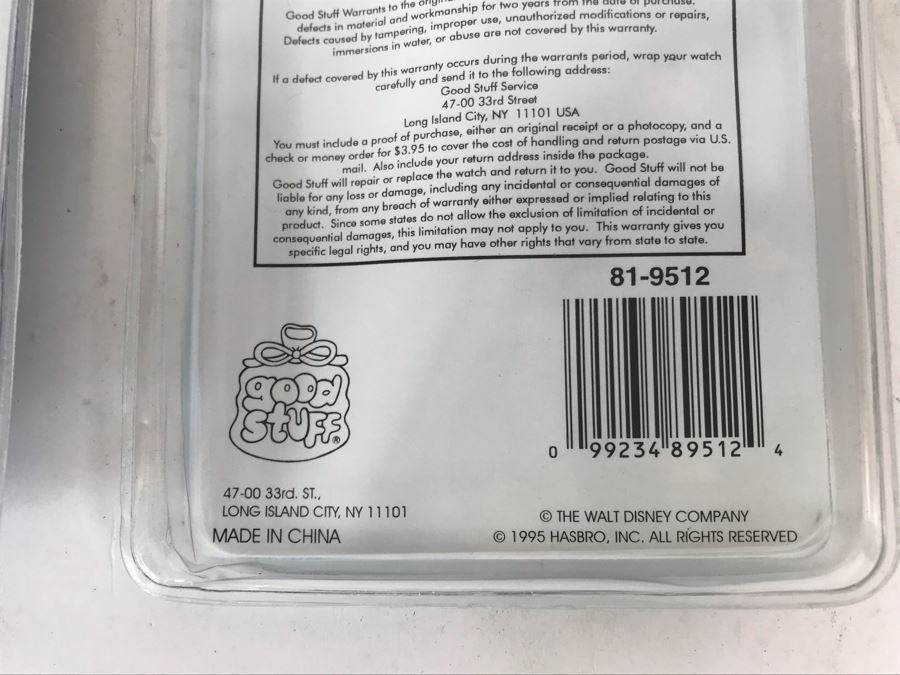 Good Stuff Warrants to the
defects in material and workmanship for two years from the date of purchase.
Defects caused by tampering, improper use, unauthorized modifications or repairs,
immersions in water, or abuse are not covered by this warranty.
If a defect covered by this warranty occurs during the warrants period, wrap your watch
carefully and send it to the following address:
Good Stuff Service
47-00 33rd Street
Long Island City, NY 11101 USA
You must include a proof of purchase, either an original receipt or a photocopy, and a
check or money order for $3.95 to cover the cost of handling and return postage via U.S.
mail. Also include your return address inside the package.
Good Stuff will repair or replace the watch and return it to you. Good Stuff will not be
liable for any loss or damage, including any incidental or consequential damages of
any kind, from any breach of warranty either expressed or implied relating to this
product. Since some states do not allow the exclusion of limitation of incidental or
consequential damages, this limitation may not apply to you. This warranty gives you
specific legal rights, and you may have other rights that vary from state to state.
81-9512
0 99234 89512 4
good
stuff®
47-00 33rd. ST.,
LONG ISLAND CITY, NY 11101
MADE IN CHINA
© THE WALT DISNEY COMPANY
© 1995 HASBRO, INC. ALL RIGHTS RESERVED